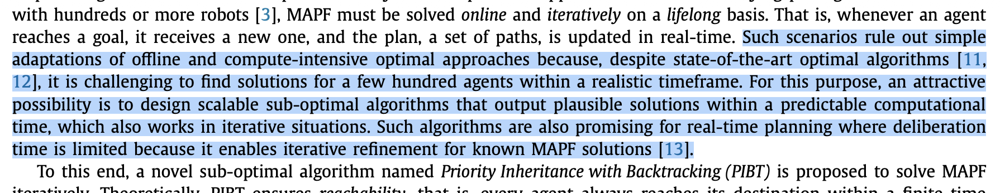 with hundreds or more robots [3], MAPF must be solved online and iteratively on a lifelong basis. That is, whenever an agent
reaches a goal, it receives a new one, and the plan, a set of paths, is updated in real-time. Such scenarios rule out simple
adaptations of offline and compute-intensive optimal approaches because, despite state-of-the-art optimal algorithms [11,
12], it is challenging to find solutions for a few hundred agents within a realistic timeframe. For this purpose, an attractive
possibility is to design scalable sub-optimal algorithms that output plausible solutions within a predictable computational
time, which also works in iterative situations. Such algorithms are also promising for real-time planning where deliberation
time is limited because it enables iterative refinement for known MAPF solutions [13].
To this end, a novel sub-optimal algorithm named Priority Inheritance with Backtracking (PIBT) is proposed to solve MAPF
iteratively. Theoretically, PIBT ensures reachability, that is, every agent always reaches its destination within a finite time